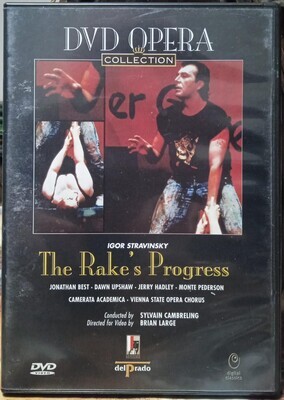 DVD OPERA
COLLECTION
IGOR STRAVINSKY
The Rake's Progress
JONATHAN BEST - DAWN UPSHAW - JERRY HADLEY - MONTE PEDERSON
CAMERATA ACADEMICA - VIENNA STATE OPERA CHORUS
Conducted by SYLVAIN CAMBRELING
Directed for Video by BRIAN LARGE
DVD
VIDEO
delPrado
digital
classics